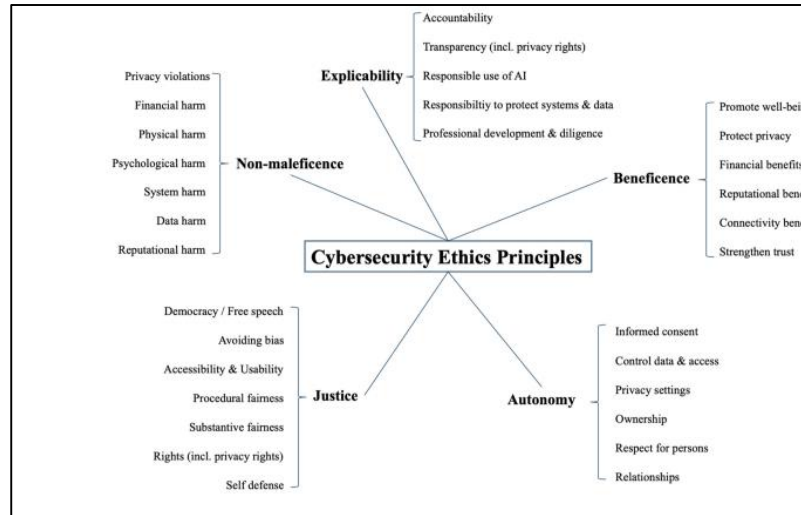 Explicability
Accountability
Transparency (incl. privacy rights)
Responsible use of AI
Responsibiltiy to protect systems & data
Professional development & diligence
Privacy violations
Financial harm
Physical harm
Psychological harm
System harm
Data harm
Reputational harm
Non-maleficence
Beneficence
Promote well-bei
Protect privacy
Financial benefits
Reputational bene
Connectivity bene
Strengthen trust
Cybersecurity Ethics Principles
Democracy / Free speech
Avoiding bias
Accessibility & Usability
Procedural fairness
Substantive fairness
Rights (incl. privacy rights)
Self defense
Justice
Autonomy
Informed consent
Control data & access
Privacy settings
Ownership
Respect for persons
Relationships